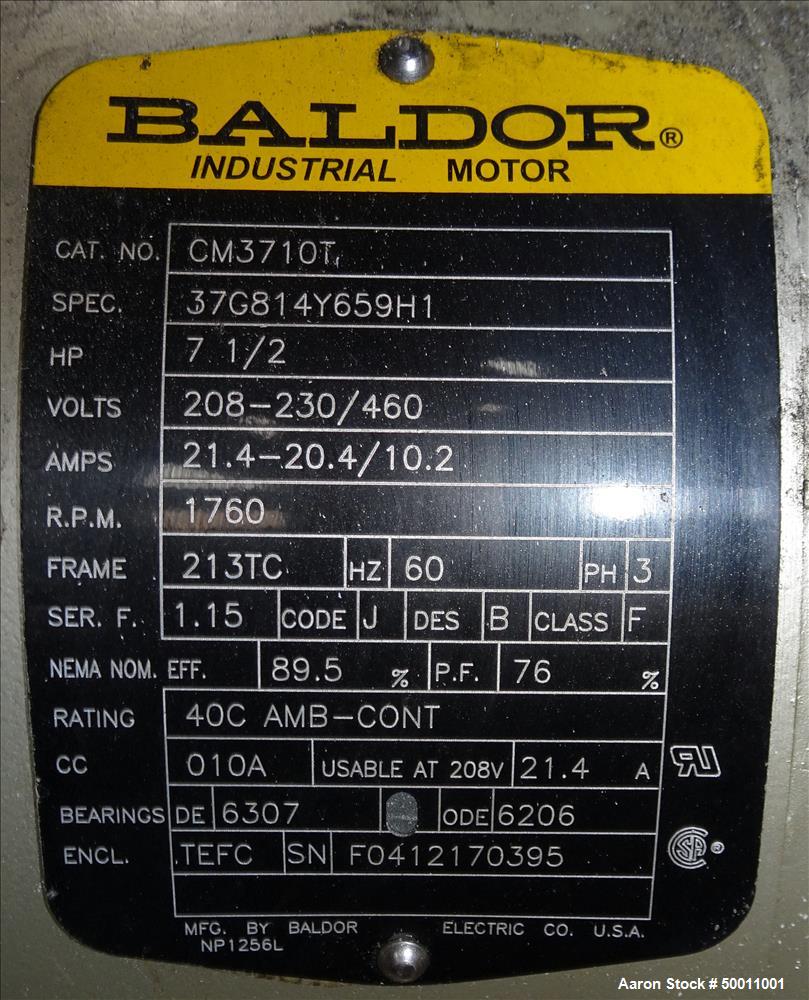 BALDOR®
INDUSTRIAL MOTOR
CAT. NO. CM3710T
SPEC. 37G814Y659H1
HP 7 1/2
VOLTS 208-230/460
AMPS 21.4-20.4/10.2
R.P.M. 1760
FRAME 213TC HZ 60 PH 3
SER. F. 1.15 CODE J DES B CLASS F
NEMA NOM. EFF. 89.5 % P.F. 76 %
RATING 40C AMB-CONT
CC 010A USABLE AT 208V 21.4 A
BEARINGS DE 6307 ODE 6206
ENCL. TEFC SN F0412170395
MFG. BY BALDOR ELECTRIC CO. U.S.A.
NP1256L
Aaron Stock # 50011001